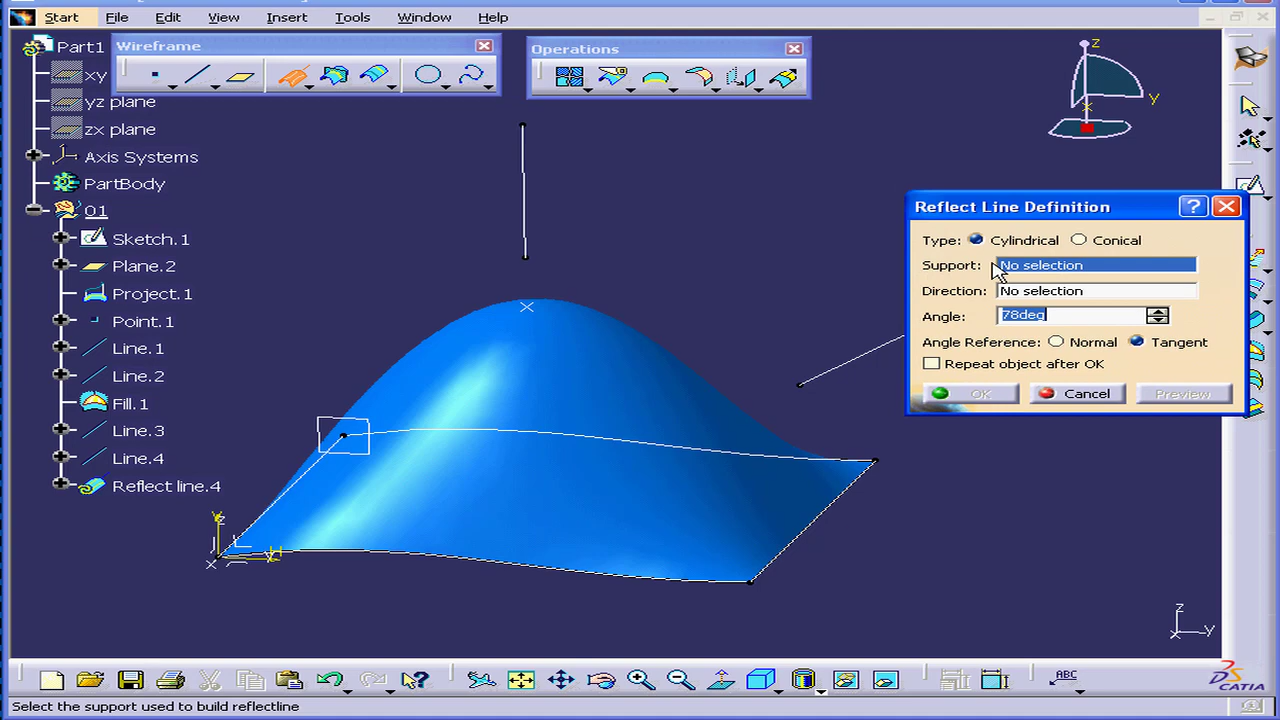 Start File Edit View Insert Tools Window Help
Part1
Wireframe
Operations
xy
yz plane
zx plane
Axis Systems
PartBody
01
Sketch.1
Plane.2
Project.1
Point.1
Line.1
Line.2
Fill.1
Line.3
Line.4
Reflect line.4
z
y
x
Reflect Line Definition
Type: Cylindrical Conical
Support: No selection
Direction: No selection
Angle: 78deg
Angle Reference: Normal Tangent
Repeat object after OK
OK Cancel Preview
z
x
z
x y
ABC
DS CATIA
Select the support used to build reflectline